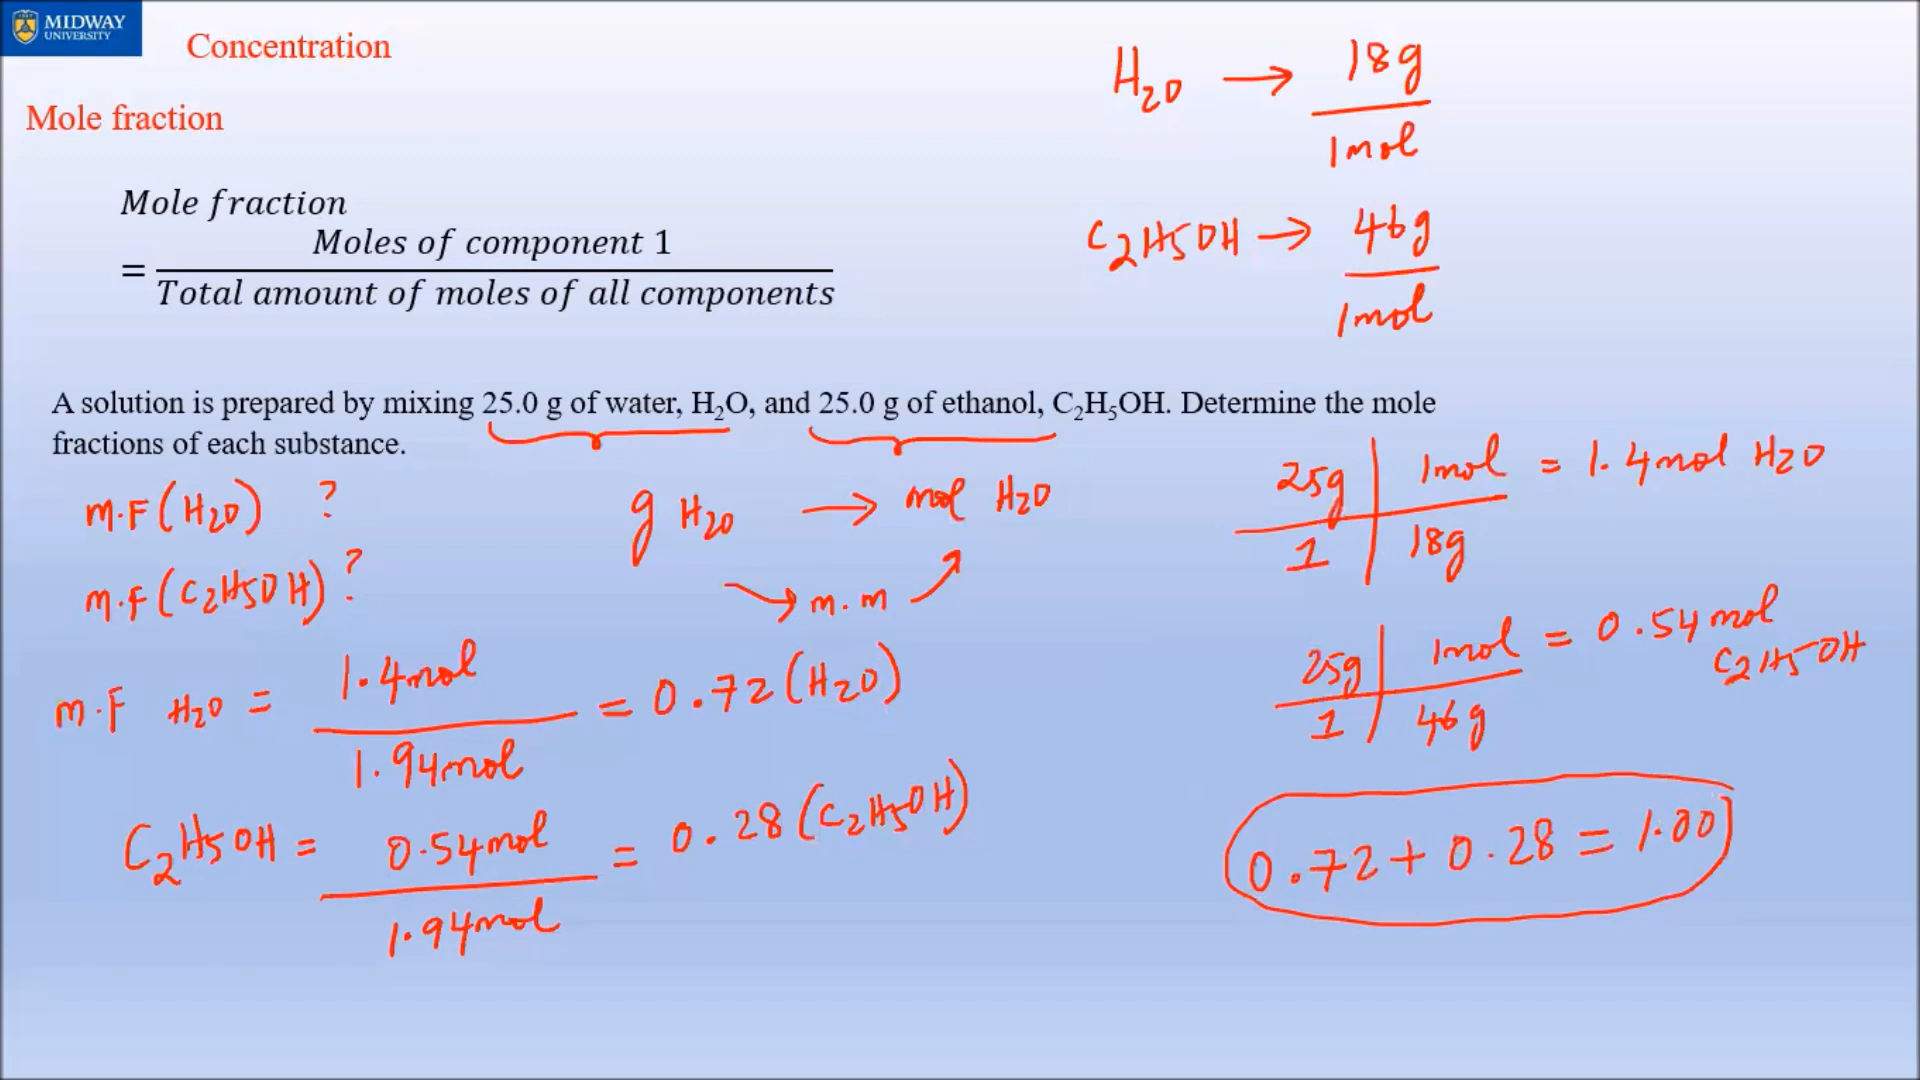 MIDWAY
UNIVERSITY
Concentration
Mole fraction
Mole fraction
= Moles of component 1 / Total amount of moles of all components
H2O → 18g / 1mol
C2H5OH → 46g / 1mol
A solution is prepared by mixing 25.0 g of water, H₂O, and 25.0 g of ethanol, C₂H₅OH. Determine the mole
fractions of each substance.
m.F(H2O) ?
m.F(C2H5OH) ?
g H2O → mol H2O
→ m.m
25g | 1mol = 1.4mol H2O
1 | 18g
25g | 1mol = 0.54mol
C2H5OH
1 | 46g
m.F H2O = 1.4mol / 1.94mol = 0.72 (H2O)
C2H5OH = 0.54mol / 1.94mol = 0.28 (C2H5OH)
0.72 + 0.28 = 1.00